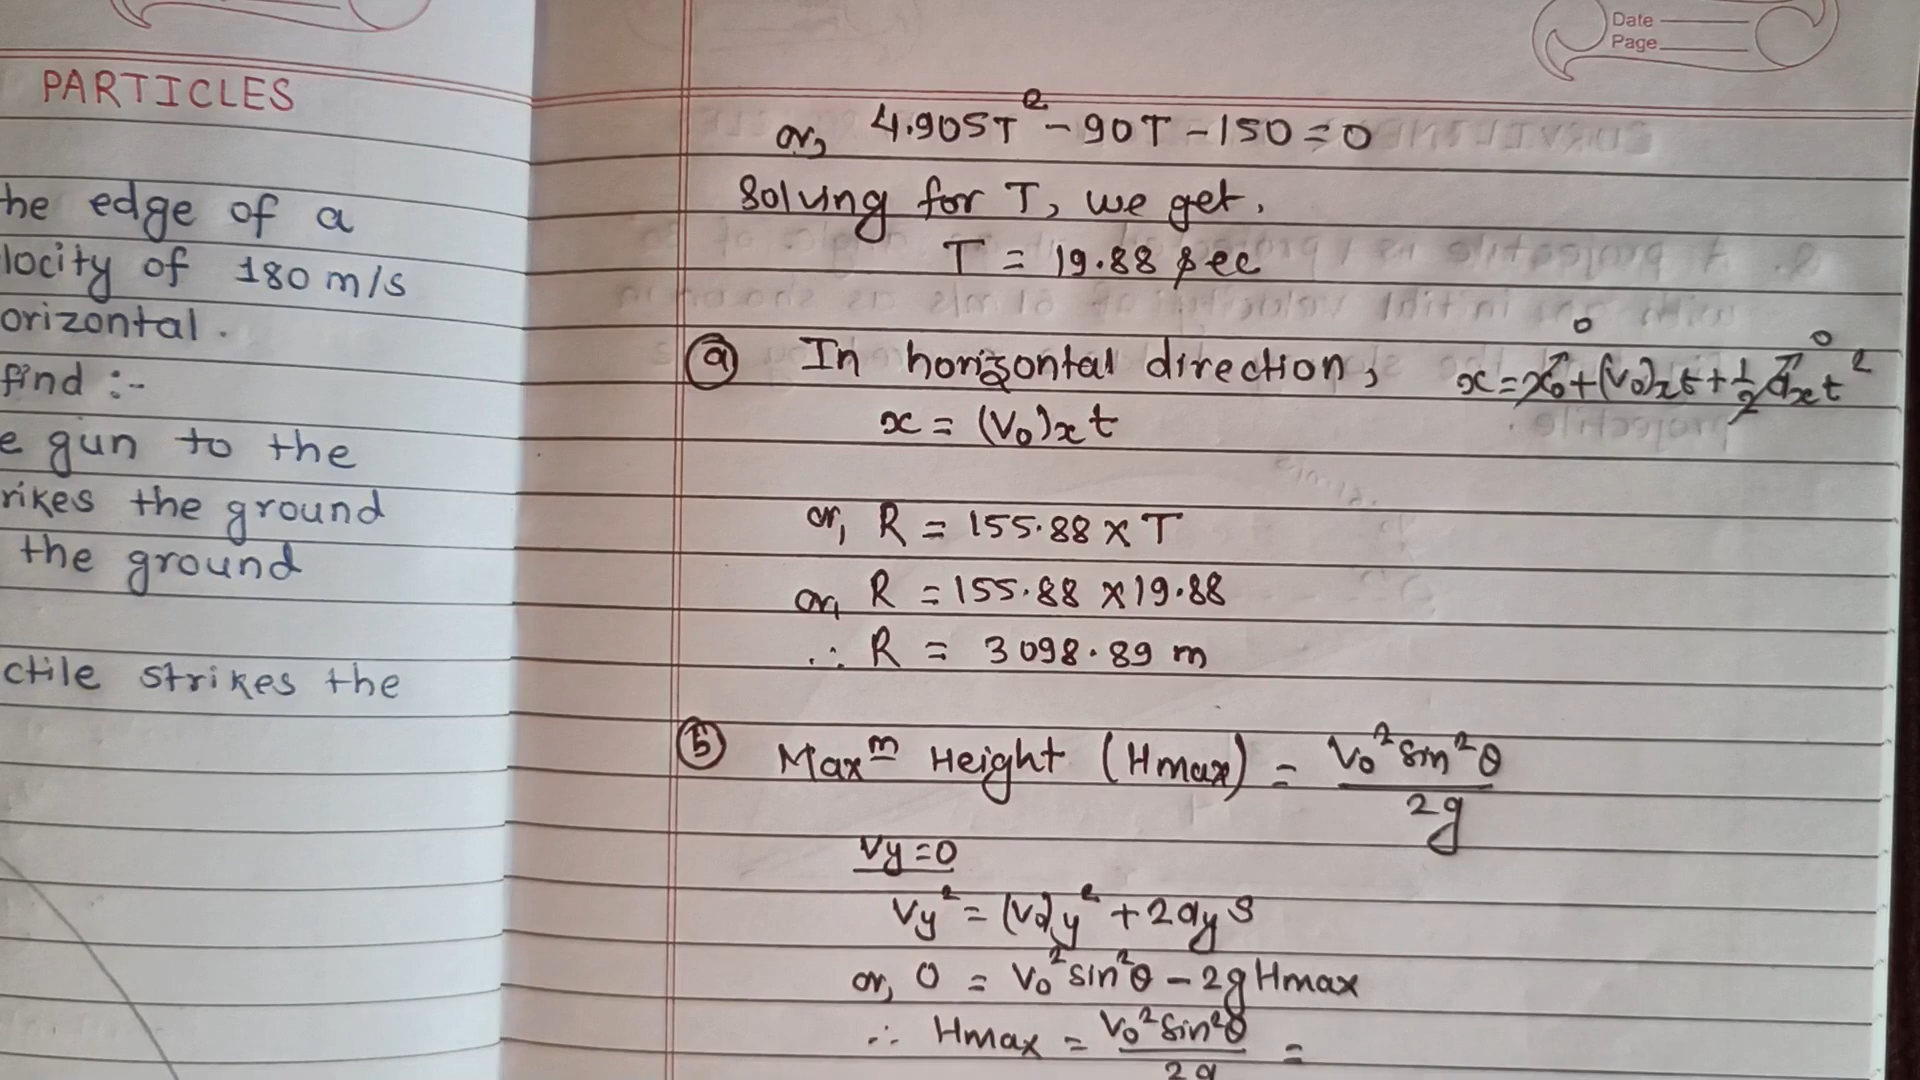 PARTICLES
he edge of a
locity of 180 m/s
orizontal.
find :-
e gun to the
rikes the ground
the ground
ctile strikes the
Date
Page
or, 4.905T² - 90T - 150 = 0
Solving for T, we get,
T = 19.88 sec
ⓐ In horizontal direction, x = x₀ + (V₀)xt + ½ axt²
0 0
x = (V₀)xt
or, R = 155.88 × T
or, R = 155.88 × 19.88
∴ R = 3098.89 m
ⓑ Maxᵐ Height (Hmax) = V₀² sin²θ / 2g
Vy = 0
Vy² = (V₀)y² + 2ay S
or, 0 = V₀² sin²θ - 2g Hmax
∴ Hmax = V₀² sin²θ / 2g =